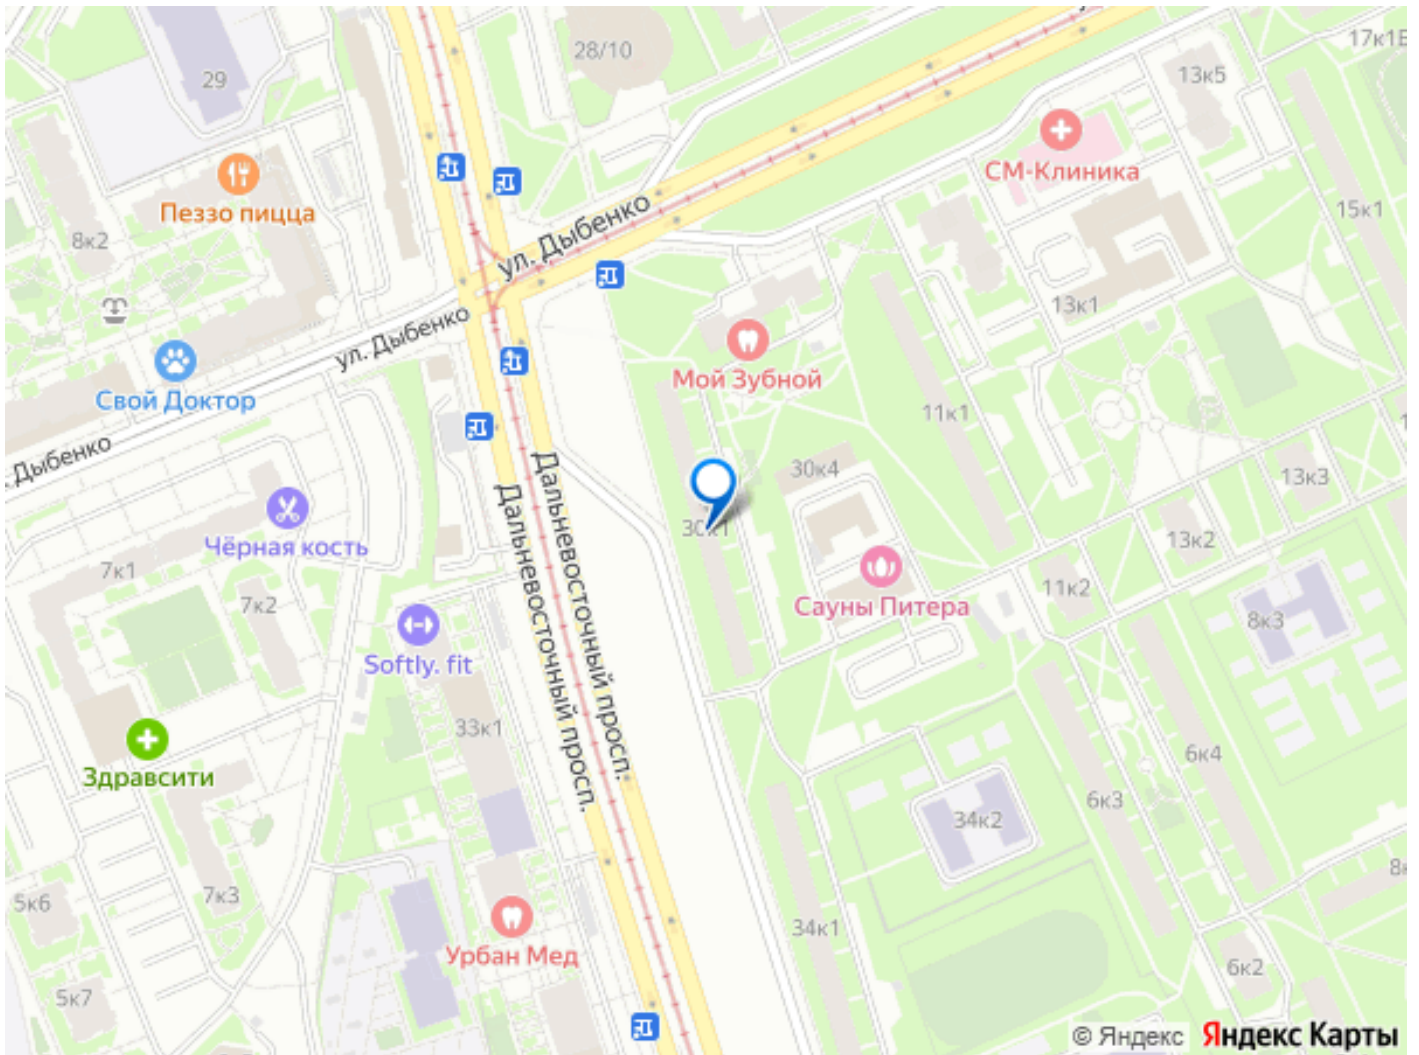 28/10
17к1Б
29
13к5
СМ-Клиника
Пеззо пицца
ул. Дыбенко
15к1
8к2
13к1
ул. Дыбенко
Мой Зубной
Свой Доктор
11к1
Дыбенко
30к4
13к3
30к1
Дальневосточный просп.
Дальневосточный просп.
Чёрная кость
13к2
7к1
7к2
Сауны Питера
11к2
8к3
Softly. fit
33к1
Здравсити
6к4
6к3
34к2
7к3
5к6
34к1
Урбан Мед
6к2
5к7
© Яндекс
Яндекс Карты